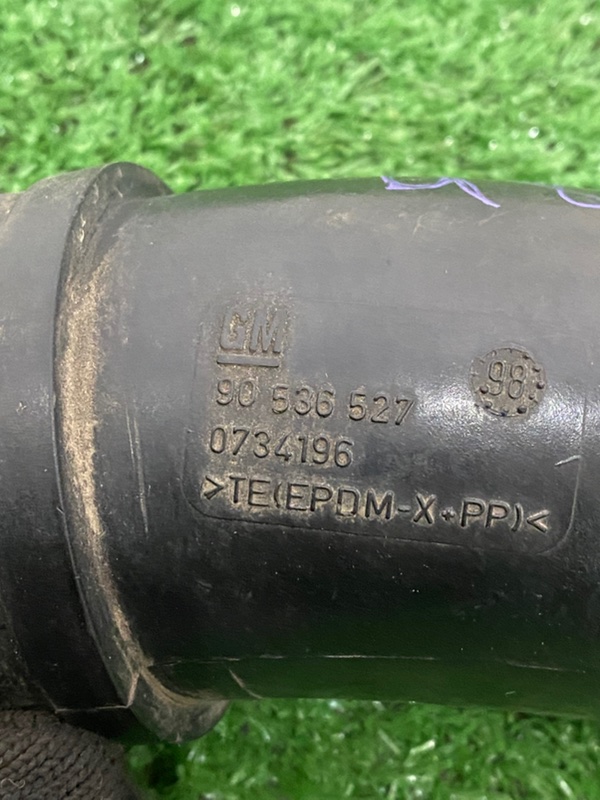 GM
90 536 527
98
0734196
>TE(EPDM-X+PP)<